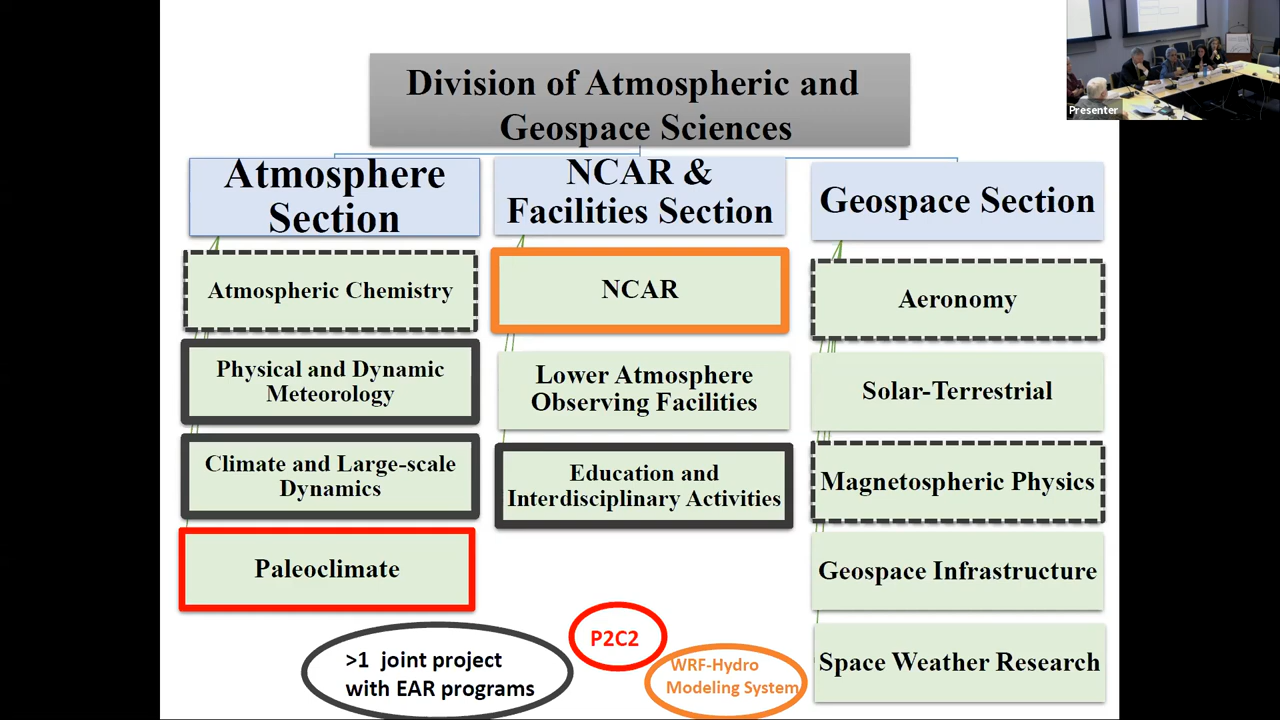 Division of Atmospheric and
Geospace Sciences
Atmosphere
Section
NCAR &
Facilities Section
Geospace Section
Atmospheric Chemistry
Physical and Dynamic
Meteorology
Climate and Large-scale
Dynamics
Paleoclimate
NCAR
Lower Atmosphere
Observing Facilities
Education and
Interdisciplinary Activities
Aeronomy
Solar-Terrestrial
Magnetospheric Physics
Geospace Infrastructure
Space Weather Research
>1 joint project
with EAR programs
P2C2
WRF-Hydro
Modeling System
Presenter